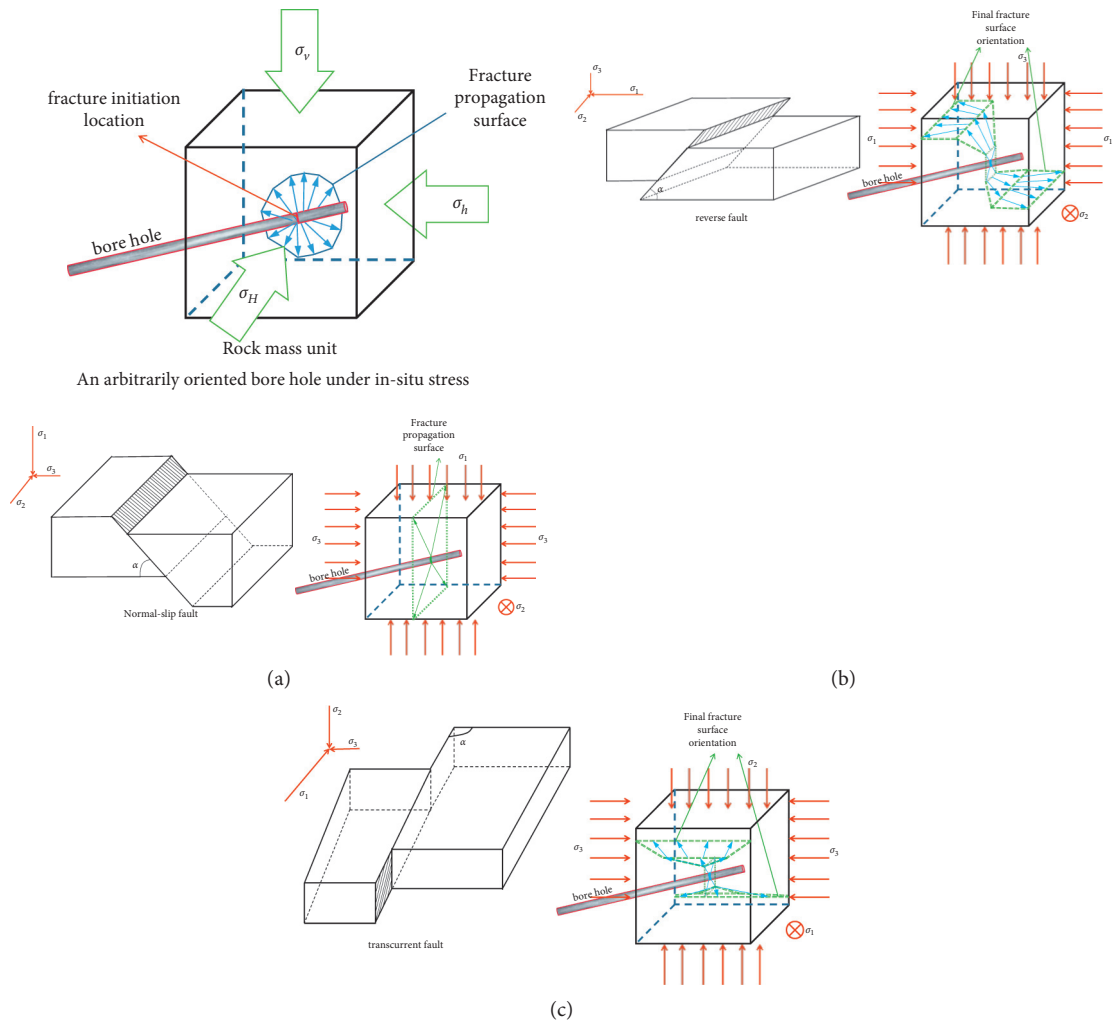 σv
fracture initiation
location
Fracture
propagation
surface
σh
bore hole
σH
Rock mass unit
An arbitrarily oriented bore hole under in-situ stress
σ3
σ1
σ2
α
reverse fault
Final fracture
surface
orientation
σ3
σ1
σ1
bore hole
σ2
σ1
σ3
σ2
α
Normal-slip fault
Fracture
propagation
surface
σ1
σ3
σ3
bore hole
σ2
(a)
(b)
σ2
σ3
σ1
α
transcurrent fault
Final fracture
surface
orientation
σ2
σ3
σ3
bore hole
σ1
(c)